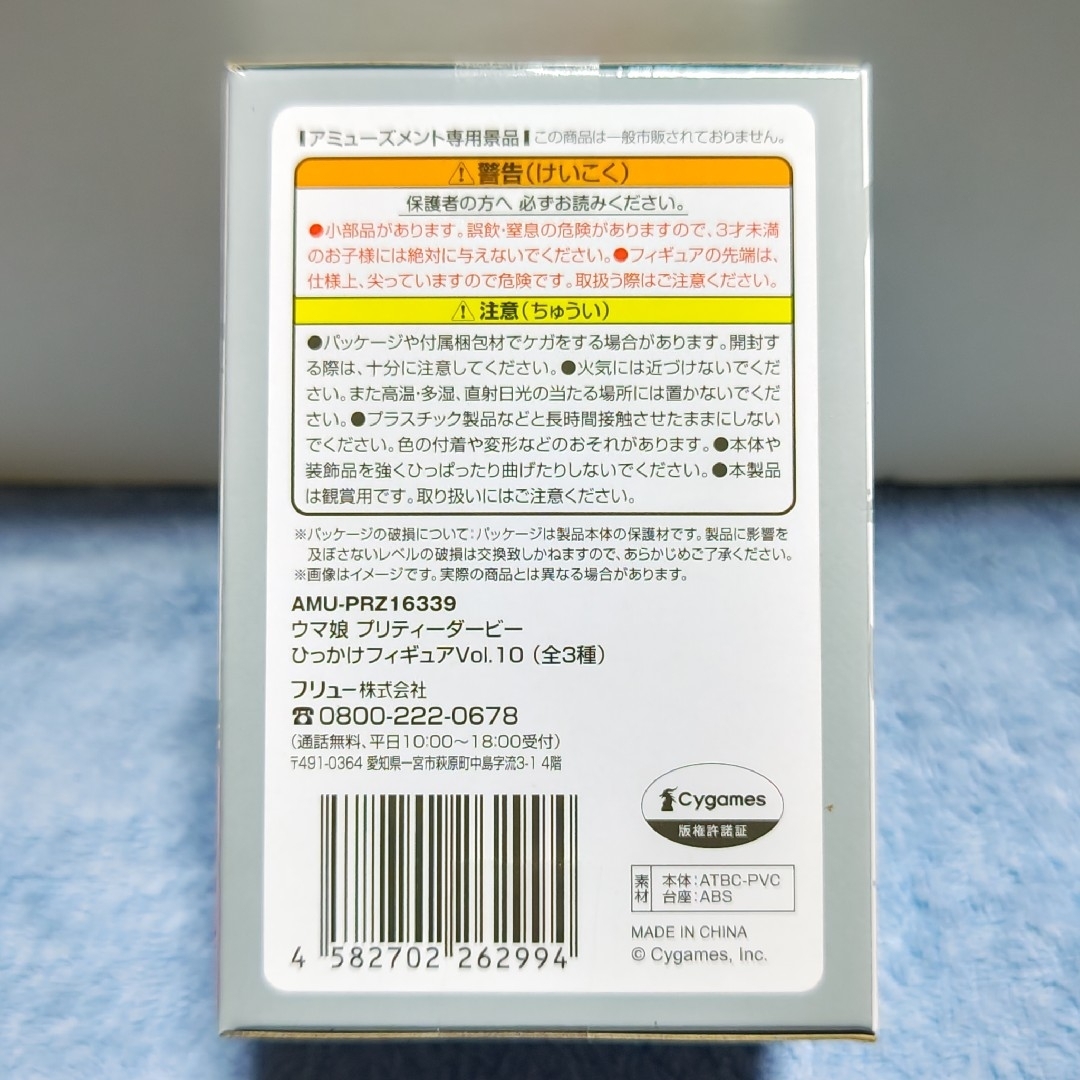 アミューズメント専用景品 この商品は一般市販されておりません。
⚠警告(けいこく)
保護者の方へ 必ずお読みください。
●小部品があります。誤飲・窒息の危険がありますので、3才未満
のお子様には絶対に与えないでください。●フィギュアの先端は、
仕様上、尖っていますので危険です。取扱う際はご注意ください。
⚠注意(ちゅうい)
●パッケージや付属梱包材でケガをする場合があります。開封す
る際は、十分に注意してください。●火気には近づけないでくだ
さい。また高温・多湿、直射日光の当たる場所には置かないでくだ
さい。●プラスチック製品などと長時間接触させたままにしない
でください。色の付着や変形などのおそれがあります。●本体や
装飾品を強くひっぱったり曲げたりしないでください。●本製品
は観賞用です。取り扱いにはご注意ください。
※パッケージの破損について:パッケージは製品本体の保護材です。製品に影響を
及ぼさないレベルの破損は交換致しかねますので、あらかじめご了承ください。
※画像はイメージです。実際の商品とは異なる場合があります。
AMU-PRZ16339
ウマ娘 プリティーダービー
ひっかけフィギュアVol.10(全3種)
フリュー株式会社
☎0800-222-0678
(通話無料、平日10:00〜18:00受付)
〒491-0364 愛知県一宮市萩原町中島字流3-1 4階
Cygames
版権許諾証
素材 本体:ATBC-PVC
台座:ABS
MADE IN CHINA
© Cygames, Inc.
4 582702 262994